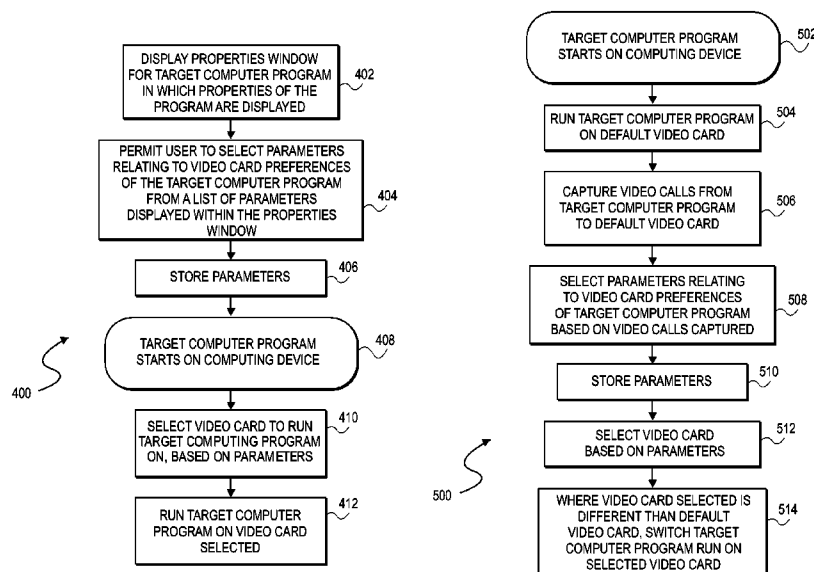 DISPLAY PROPERTIES WINDOW
FOR TARGET COMPUTER PROGRAM
IN WHICH PROPERTIES OF THE
PROGRAM ARE DISPLAYED
402
PERMIT USER TO SELECT PARAMETERS
RELATING TO VIDEO CARD PREFERENCES
OF THE TARGET COMPUTER PROGRAM
FROM A LIST OF PARAMETERS
DISPLAYED WITHIN THE PROPERTIES
WINDOW
404
STORE PARAMETERS
406
TARGET COMPUTER PROGRAM
STARTS ON COMPUTING DEVICE
408
400
SELECT VIDEO CARD TO RUN
TARGET COMPUTING PROGRAM
ON, BASED ON PARAMETERS
410
RUN TARGET COMPUTER
PROGRAM ON VIDEO CARD
SELECTED
412
TARGET COMPUTER PROGRAM
STARTS ON COMPUTING DEVICE
502
RUN TARGET COMPUTER PROGRAM
ON DEFAULT VIDEO CARD
504
CAPTURE VIDEO CALLS FROM
TARGET COMPUTER PROGRAM
TO DEFAULT VIDEO CARD
506
SELECT PARAMETERS RELATING
TO VIDEO CARD PREFERENCES
OF TARGET COMPUTER PROGRAM
BASED ON VIDEO CALLS CAPTURED
508
STORE PARAMETERS
510
SELECT VIDEO CARD
BASED ON PARAMETERS
512
500
WHERE VIDEO CARD SELECTED IS
DIFFERENT THAN DEFAULT
VIDEO CARD, SWITCH TARGET
COMPUTER PROGRAM RUN ON
SELECTED VIDEO CARD
514